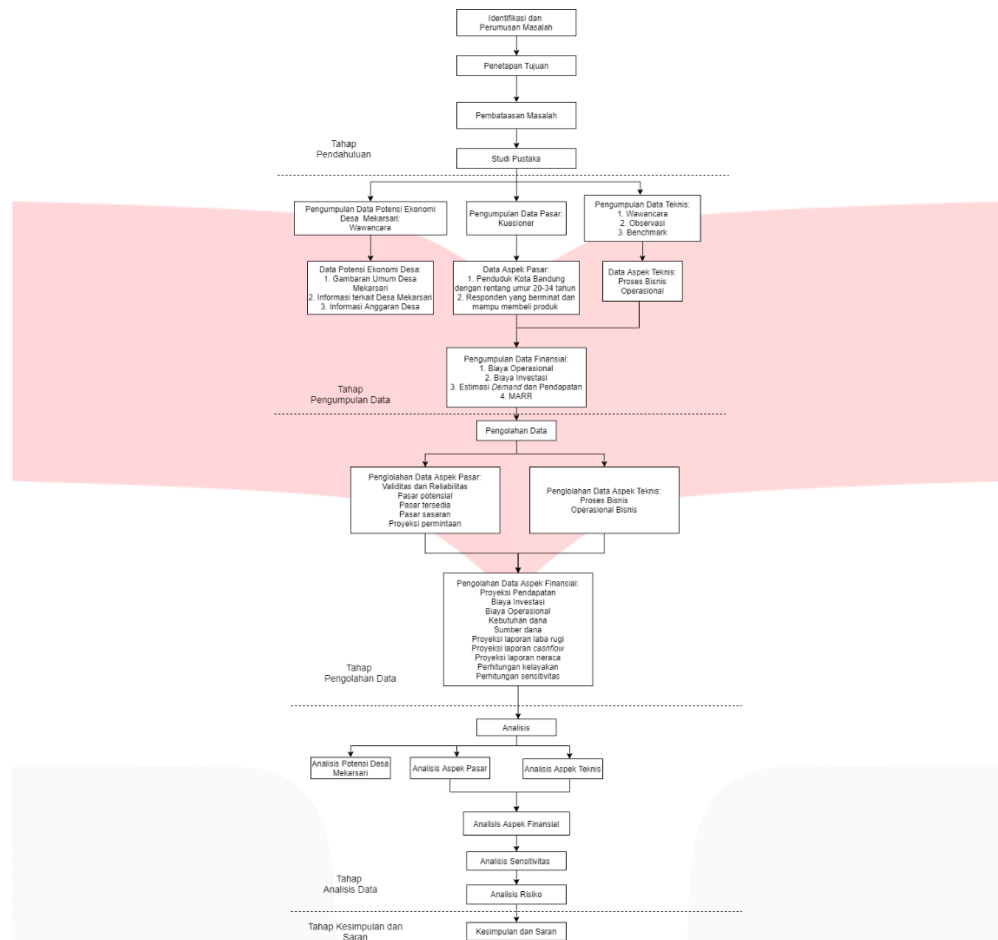 Identifikasi dan
Perumusan Masalah
Penetapan Tujuan
Pembataasan Masalah
Tahap
Pendahuluan
Studi Pustaka
Pengumpulan Data Potensi Ekonomi
Desa Mekarsari:
Wawancara
Pengumpulan Data Pasar:
Kuesioner
Pengumpulan Data Teknis:
1. Wawancara
2. Observasi
3. Benchmark
Data Potensi Ekonomi Desa:
1. Gambaran Umum Desa
Mekarsari
2. Informasi terkait Desa Mekarsari
3. Informasi Anggaran Desa
Data Aspek Pasar:
1. Penduduk Kota Bandung
dengan rentang umur 20-34 tahun
2. Responden yang berminat dan
mampu membeli produk
Data Aspek Teknis:
Proses Bisnis
Operasional
Pengumpulan Data Finansial:
1. Biaya Operasional
2. Biaya Investasi
3. Estimasi Demand dan Pendapatan
4. MARR
Tahap
Pengumpulan Data
Pengolahan Data
Penglolahan Data Aspek Pasar:
Validitas dan Reliabilitas
Pasar potensial
Pasar tersedia
Pasar sasaran
Proyeksi permintaan
Penglolahan Data Aspek Teknis:
Proses Bisnis
Operasional Bisnis
Pengolahan Data Aspek Finansial:
Proyeksi Pendapatan
Biaya Investasi
Biaya Operasional
Kebutuhan dana
Sumber dana
Proyeksi laporan laba rugi
Proyeksi laporan cashflow
Proyeksi laporan neraca
Perhitungan kelayakan
Perhitungan sensitivitas
Tahap
Pengolahan Data
Analisis
Analisis Potensi Desa
Mekarsari
Analisis Aspek Pasar
Analisis Aspek Teknis
Analisis Aspek Finansial
Analisis Sensitivitas
Tahap
Analisis Data
Analisis Risiko
Tahap Kesimpulan dan
Saran
Kesimpulan dan Saran